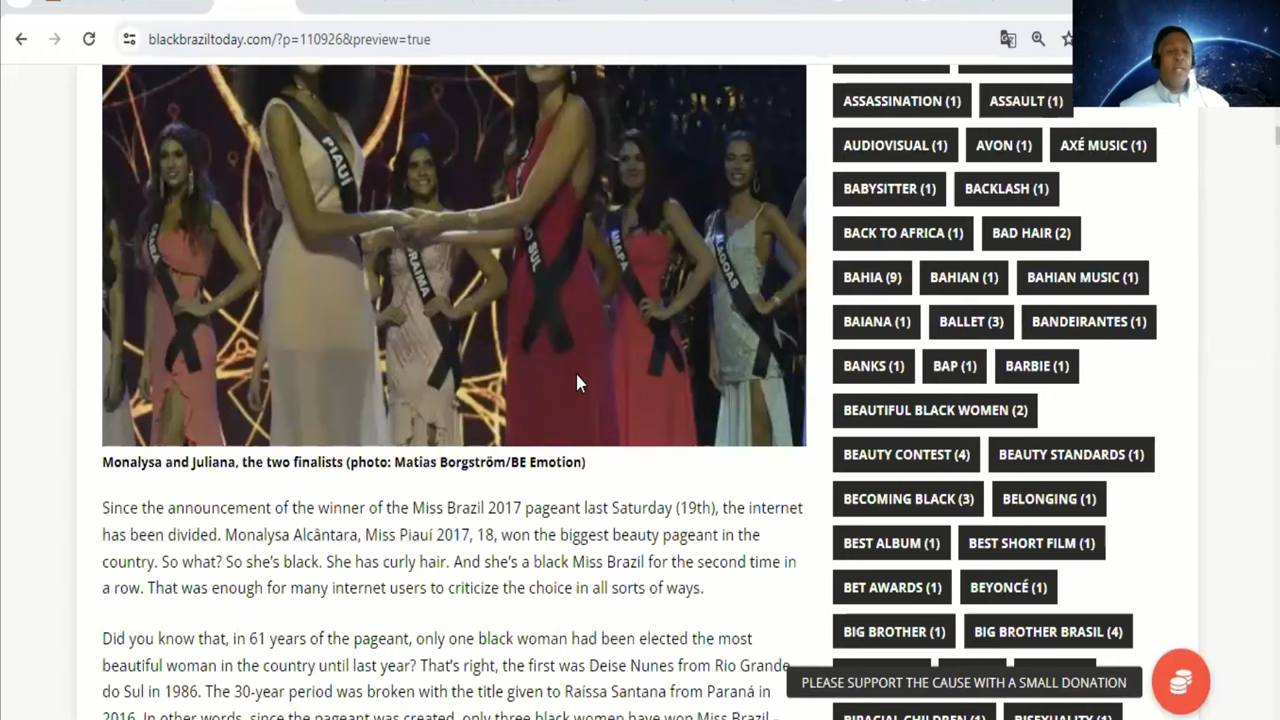 blackbraziltoday.com/?p=110926&preview=true
PIAUÍ
RAIMA
O SUL
AMAPA
ALAGOAS
Monalysa and Juliana, the two finalists (photo: Matias Borgström/BE Emotion)
Since the announcement of the winner of the Miss Brazil 2017 pageant last Saturday (19th), the internet
has been divided. Monalysa Alcântara, Miss Piauí 2017, 18, won the biggest beauty pageant in the
country. So what? So she's black. She has curly hair. And she's a black Miss Brazil for the second time in
a row. That was enough for many internet users to criticize the choice in all sorts of ways.
Did you know that, in 61 years of the pageant, only one black woman had been elected the most
beautiful woman in the country until last year? That's right, the first was Deise Nunes from Rio Grande
do Sul in 1986. The 30-year period was broken with the title given to Raíssa Santana from Paraná in
2016. In other words, since the pageant was created, only three black women have won Miss Brazil –
ASSASSINATION (1) ASSAULT (1)
AUDIOVISUAL (1) AVON (1) AXÉ MUSIC (1)
BABYSITTER (1) BACKLASH (1)
BACK TO AFRICA (1) BAD HAIR (2)
BAHIA (9) BAHIAN (1) BAHIAN MUSIC (1)
BAIANA (1) BALLET (3) BANDEIRANTES (1)
BANKS (1) BAP (1) BARBIE (1)
BEAUTIFUL BLACK WOMEN (2)
BEAUTY CONTEST (4) BEAUTY STANDARDS (1)
BECOMING BLACK (3) BELONGING (1)
BEST ALBUM (1) BEST SHORT FILM (1)
BET AWARDS (1) BEYONCÉ (1)
BIG BROTHER (1) BIG BROTHER BRASIL (4)
PLEASE SUPPORT THE CAUSE WITH A SMALL DONATION
BIRACIAL CHILDREN (1) BISEXUALITY (1)